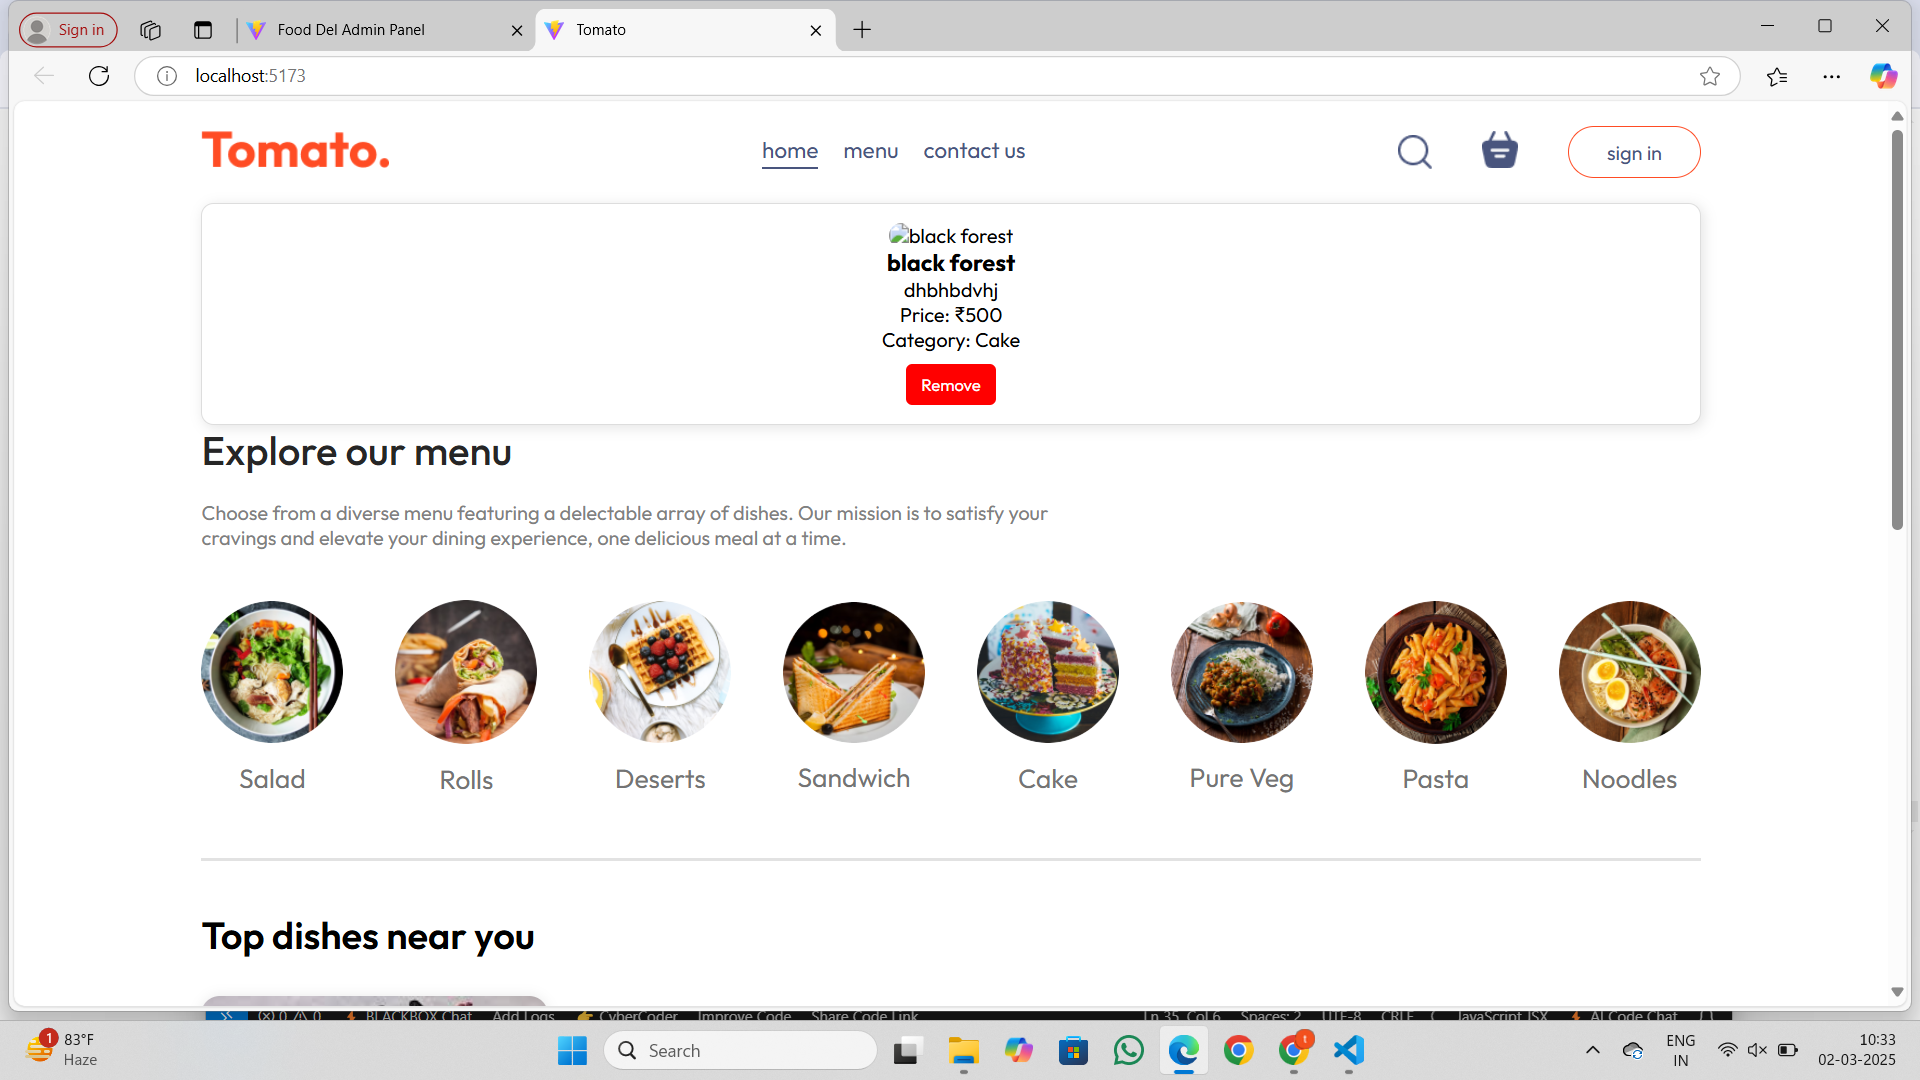 Sign in
Food Del Admin Panel
Tomato
localhost:5173
Tomato.
home
menu
contact us
sign in
black forest
black forest
dhbhbdvhj
Price: ₹500
Category: Cake
Remove
Explore our menu
Choose from a diverse menu featuring a delectable array of dishes. Our mission is to satisfy your
cravings and elevate your dining experience, one delicious meal at a time.
Salad
Rolls
Deserts
Sandwich
Cake
Pure Veg
Pasta
Noodles
Top dishes near you
BLACKBOX Chat
Add Logs
CyberCoder
Improve Code
Share Code Link
Ln 35, Col 6
Spaces: 2
UTF-8
CRLF
JavaScript JSX
AI Code Chat
1
83°F
Haze
Search
t
ENG
IN
10:33
02-03-2025